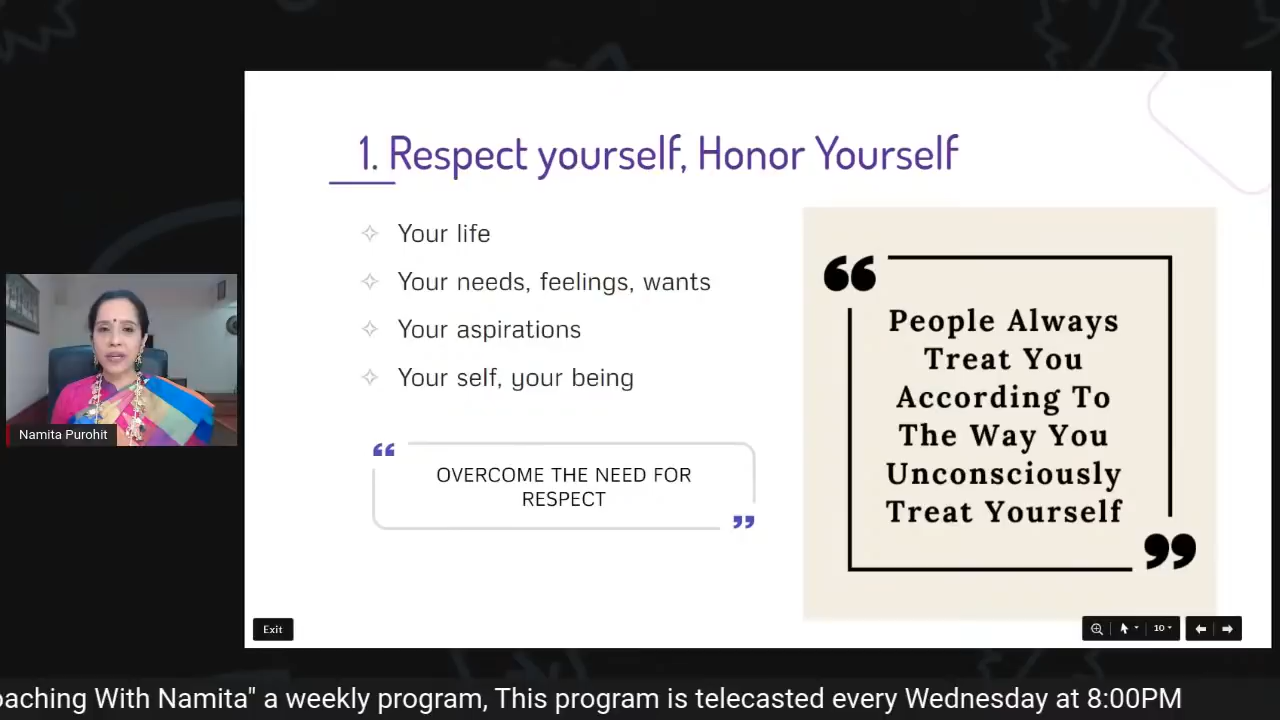 1. Respect yourself, Honor Yourself
Your life
Your needs, feelings, wants
Your aspirations
Your self, your being
“
OVERCOME THE NEED FOR
RESPECT
”
“
People Always
Treat You
According To
The Way You
Unconsciously
Treat Yourself
”
Namita Purohit
Exit
10
oaching With Namita" a weekly program, This program is telecasted every Wednesday at 8:00PM